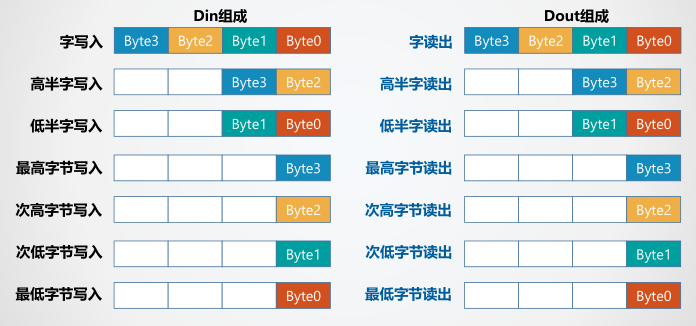 Din组成 Dout组成
字写入 Byte3 Byte2 Byte1 Byte0 字读出 Byte3 Byte2 Byte1 Byte0
高半字写入 Byte3 Byte2 高半字读出 Byte3 Byte2
低半字写入 Byte1 Byte0 低半字读出 Byte1 Byte0
最高字节写入 Byte3 最高字节读出 Byte3
次高字节写入 Byte2 次高字节读出 Byte2
次低字节写入 Byte1 次低字节读出 Byte1
最低字节写入 Byte0 最低字节读出 Byte0